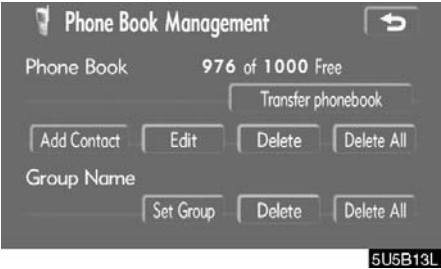 Phone Book Management
Phone Book 976 of 1000 Free
Transfer phonebook
Add Contact Edit Delete Delete All
Group Name
Set Group Delete Delete All
5U5B13L